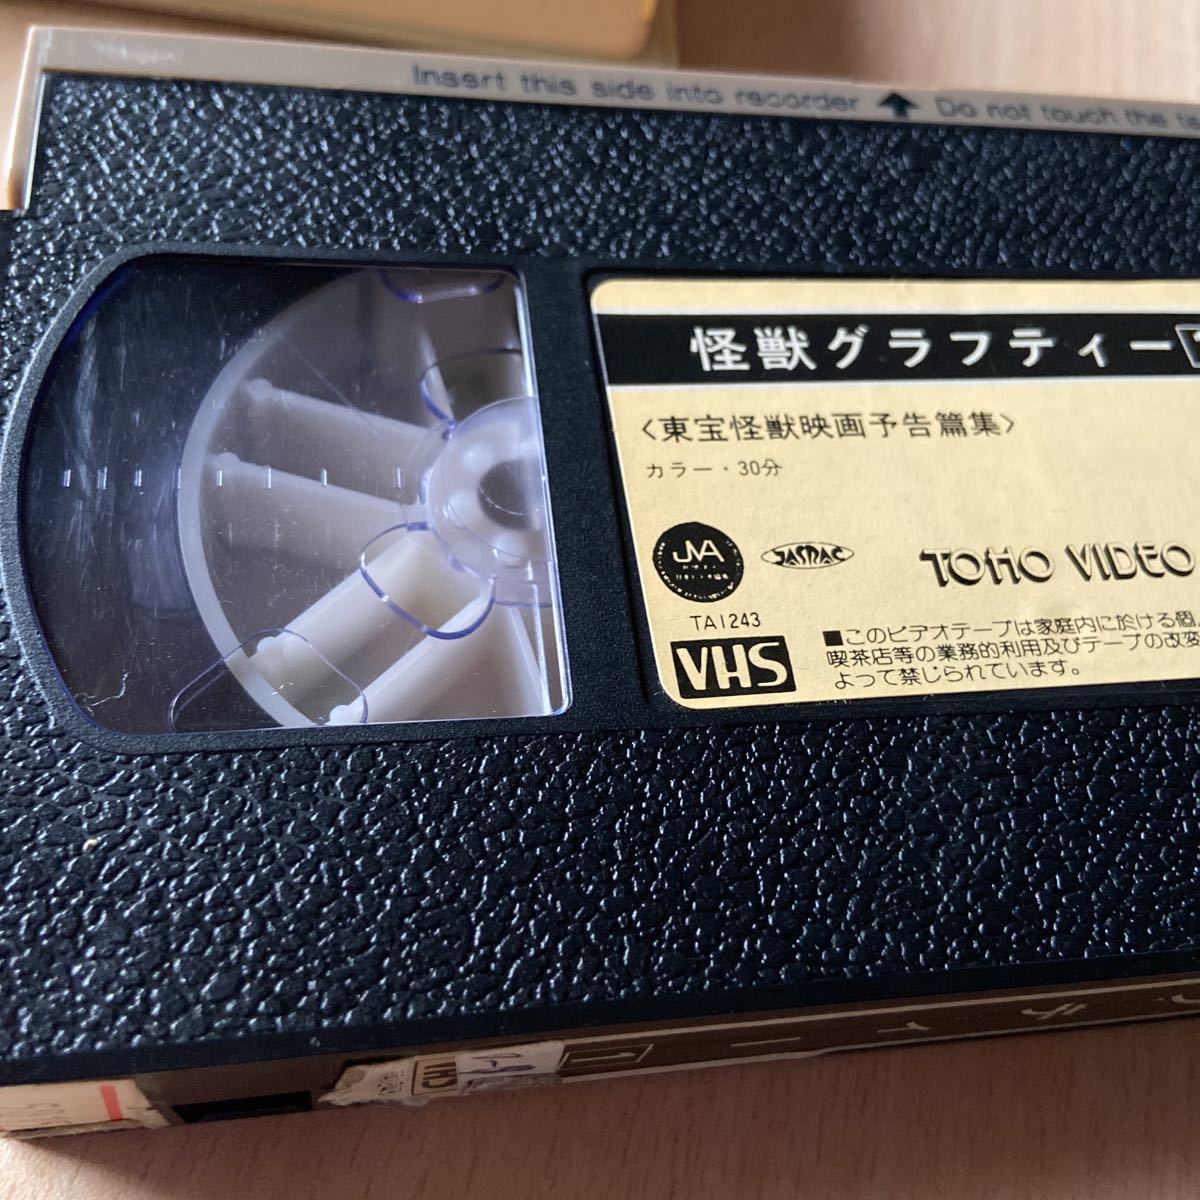 Insert this side into recorder ↑ Do not touch the
怪獣グラフティー 1
〈東宝怪獣映画予告篇集〉
カラー・30分
JVA
JASRAC
TOHO VIDEO
TA1243
VHS
■このビデオテープは家庭内に於ける個
喫茶店等の業務的利用及びテープの改変
よって禁じられています。
VHS
1
ー